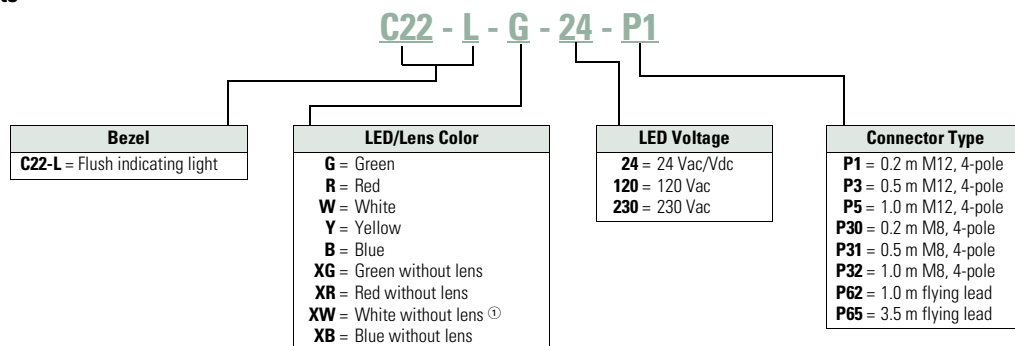 C22 - L - G - 24 - P1
Bezel
C22-L = Flush indicating light
LED/Lens Color
G = Green
R = Red
W = White
Y = Yellow
B = Blue
XG = Green without lens
XR = Red without lens
XW = White without lens ①
XB = Blue without lens
LED Voltage
24 = 24 Vac/Vdc
120 = 120 Vac
230 = 230 Vac
Connector Type
P1 = 0.2 m M12, 4-pole
P3 = 0.5 m M12, 4-pole
P5 = 1.0 m M12, 4-pole
P30 = 0.2 m M8, 4-pole
P31 = 0.5 m M8, 4-pole
P32 = 1.0 m M8, 4-pole
P62 = 1.0 m flying lead
P65 = 3.5 m flying lead